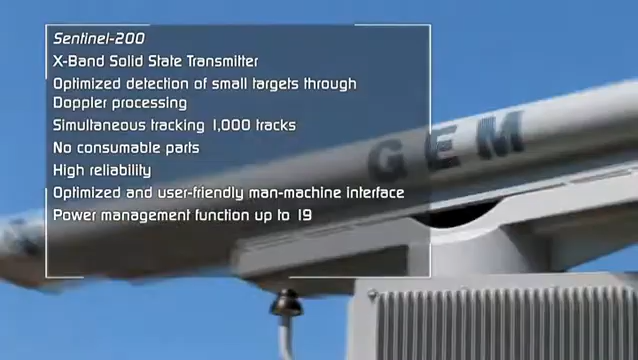 Sentinel-200
X-Band Solid State Transmitter
Optimized detection of small targets through
Doppler processing
Simultaneous tracking 1,000 tracks
No consumable parts
High reliability
Optimized and user-friendly man-machine interface
Power management function up to 19
GEM